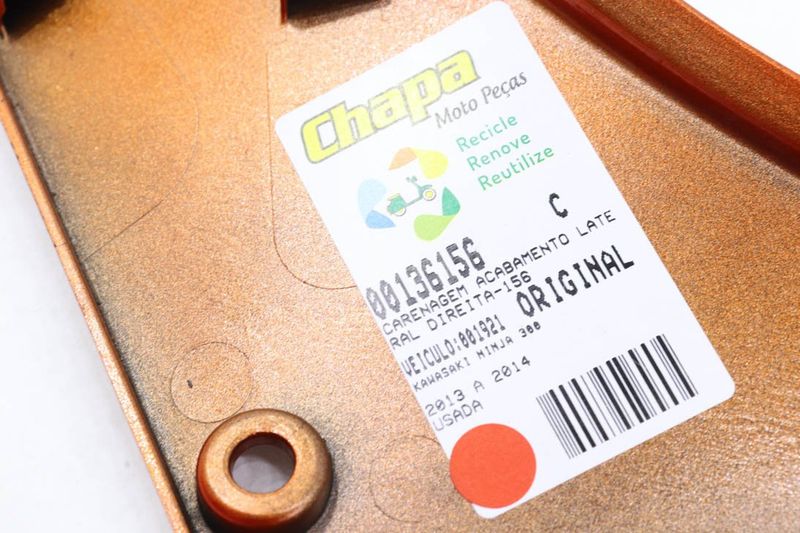 Chapa
Moto Peças
Recicle
Renove
Reutilize
C
00136156
CARENAGEM ACABAMENTO LATE
RAL DIREITA-156
VEICULO:001921 ORIGINAL
KAWASAKI NINJA 300
2013 A 2014
USADA